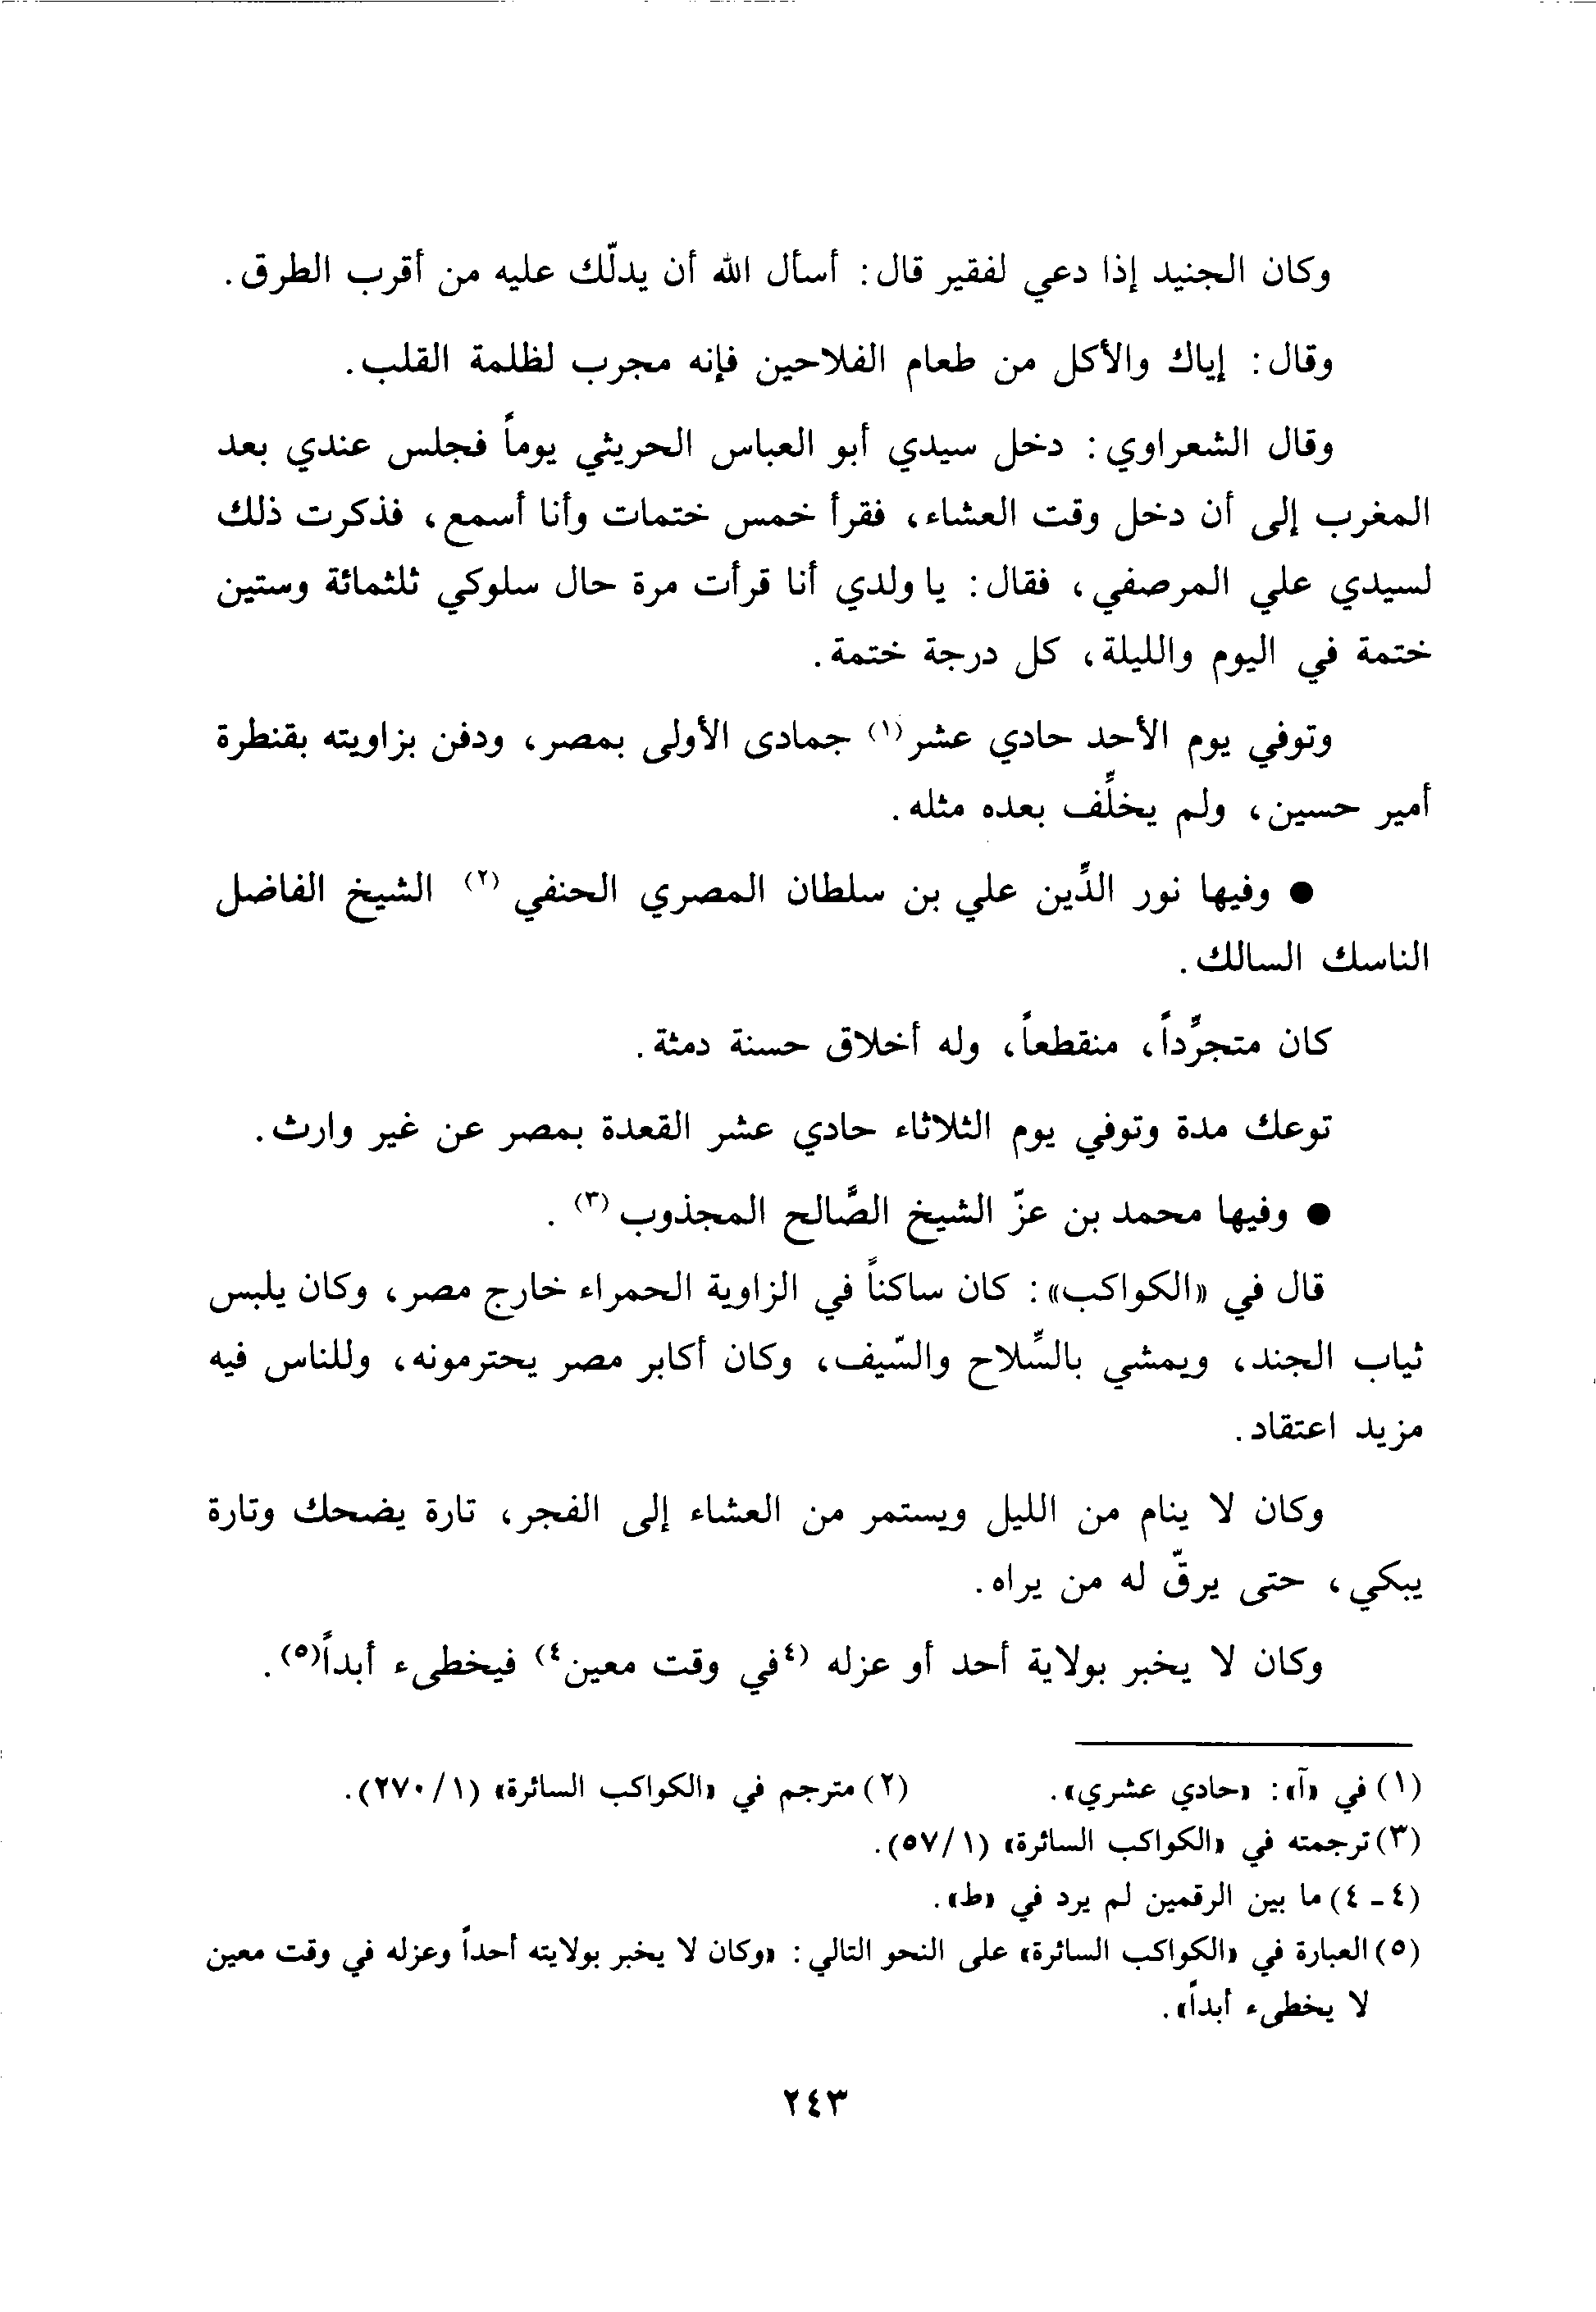 وكان الجنيد إذا دعي لفقير قال: أسأل الله أن يدلّك عليه من أقرب الطرق.
وقال: إياك والأكل من طعام الفلاحين فإنه مجرب لظلمة القلب.
وقال الشعراوي: دخل سيدي أبو العباس الحريثي يوماً فجلس عندي بعد
المغرب إلى أن دخل وقت العشاء، فقرأ خمس ختمات وأنا أسمع، فذكرت ذلك
لسيدي علي المرصفي، فقال: يا ولدي أنا قرأت مرة حال سلوكي ثلثمائة وستين
ختمة في اليوم والليلة، كل درجة ختمة.
وتوفي يوم الأحد حادي عشر(١) جمادى الأولى بمصر، ودفن بزاويته بقنطرة
أمير حسين، ولم يخلِّف بعده مثله.
● وفيها نور الدِّين علي بن سلطان المصري الحنفي(٢) الشيخ الفاضل
الناسك السالك.
كان متجرِّداً، منقطعاً، وله أخلاق حسنة دمثة.
توعك مدة وتوفي يوم الثلاثاء حادي عشر القعدة بمصر عن غير وارث.
● وفيها محمد بن عزّ الشيخ الصَّالح المجذوب(٣).
قال في «الكواكب»: كان ساكناً في الزاوية الحمراء خارج مصر، وكان يلبس
ثياب الجند، ويمشي بالسِّلاح والسّيف، وكان أكابر مصر يحترمونه، وللناس فيه
مزيد اعتقاد.
وكان لا ينام من الليل ويستمر من العشاء إلى الفجر، تارة يضحك وتارة
يبكي، حتى يرقّ له من يراه.
وكان لا يخبر بولاية أحد أو عزله (٤في وقت معين٤) فيخطىء أبداً(٥).
(١) في «آ»: «حادي عشري». (٢) مترجم في «الكواكب السائرة» (١/ ٢٧٠).
(٣) ترجمته في «الكواكب السائرة» (١/ ٥٧).
(٤ - ٤) ما بين الرقمين لم يرد في «ط».
(٥) العبارة في «الكواكب السائرة» على النحو التالي: «وكان لا يخبر بولايته أحداً وعزله في وقت معين
لا يخطىء أبداً».
٢٤٣